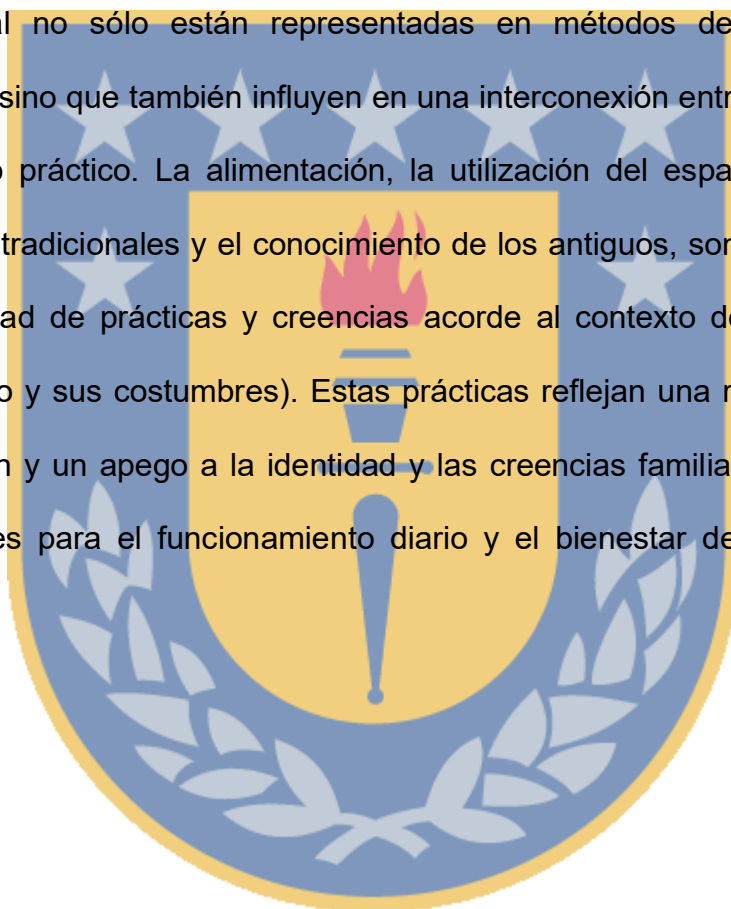 al no sólo están representadas en métodos de
sino que también influyen en una interconexión entr
o práctico. La alimentación, la utilización del espa
tradicionales y el conocimiento de los antiguos, son
ad de prácticas y creencias acorde al contexto de
o y sus costumbres). Estas prácticas reflejan una r
n y un apego a la identidad y las creencias familia
es para el funcionamiento diario y el bienestar de